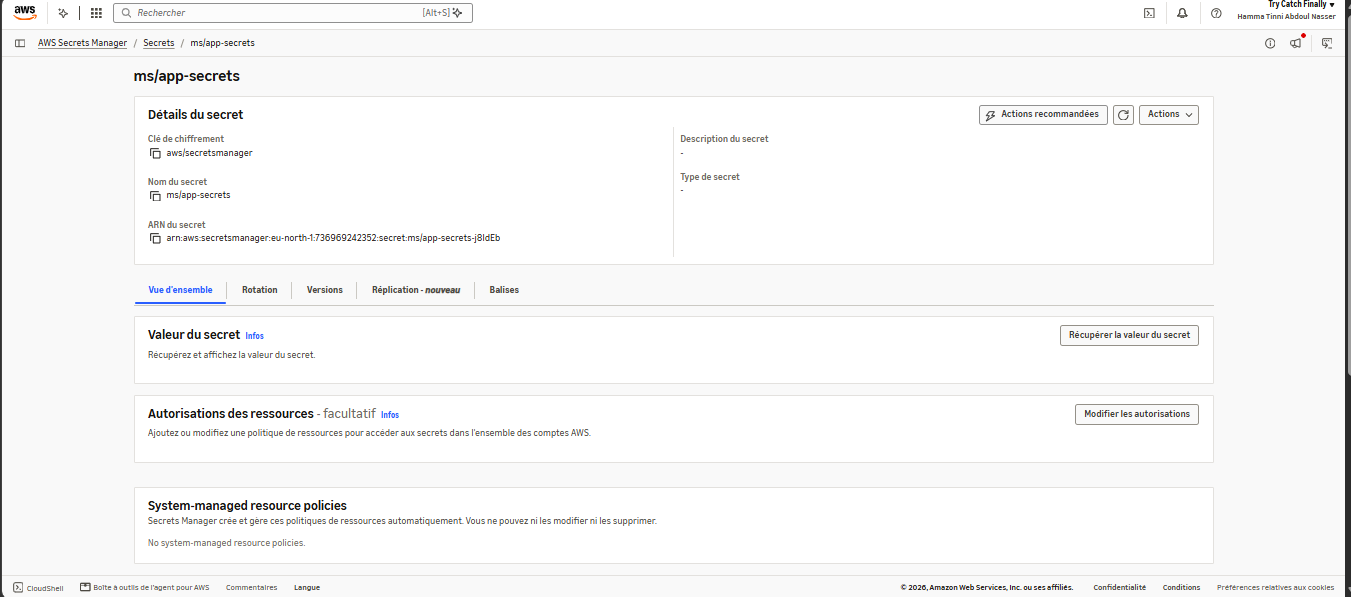 aws
Rechercher
[Alt+S]
Try Catch Finally
Hamma Tinni Abdoul Nasser
AWS Secrets Manager / Secrets / ms/app-secrets
ms/app-secrets
Détails du secret
Actions recommandées
Actions
Clé de chiffrement
aws/secretsmanager
Nom du secret
ms/app-secrets
ARN du secret
arn:aws:secretsmanager:eu-north-1:736969242352:secret:ms/app-secrets-j8IdEb
Description du secret
-
Type de secret
-
Vue d'ensemble
Rotation
Versions
Réplication - nouveau
Balises
Valeur du secret Infos
Récupérez et affichez la valeur du secret.
Récupérer la valeur du secret
Autorisations des ressources - facultatif Infos
Ajoutez ou modifiez une politique de ressources pour accéder aux secrets dans l'ensemble des comptes AWS.
Modifier les autorisations
System-managed resource policies
Secrets Manager crée et gère ces politiques de ressources automatiquement. Vous ne pouvez ni les modifier ni les supprimer.
No system-managed resource policies.
CloudShell
Boîte à outils de l'agent pour AWS
Commentaires
Langue
© 2026, Amazon Web Services, Inc. ou ses affiliés.
Confidentialité
Conditions
Préférences relatives aux cookies